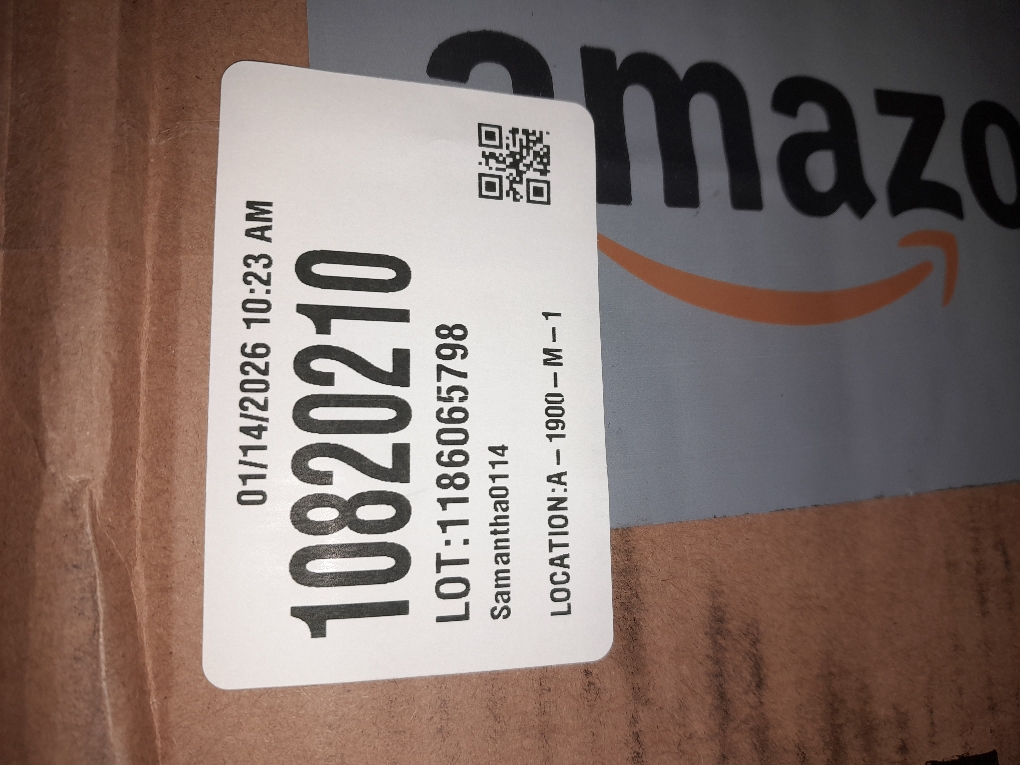 01/14/2026 10:23 AM
10820210
LOT:1186065798
Samantha0114
LOCATION:A-1900-M-1
amazo